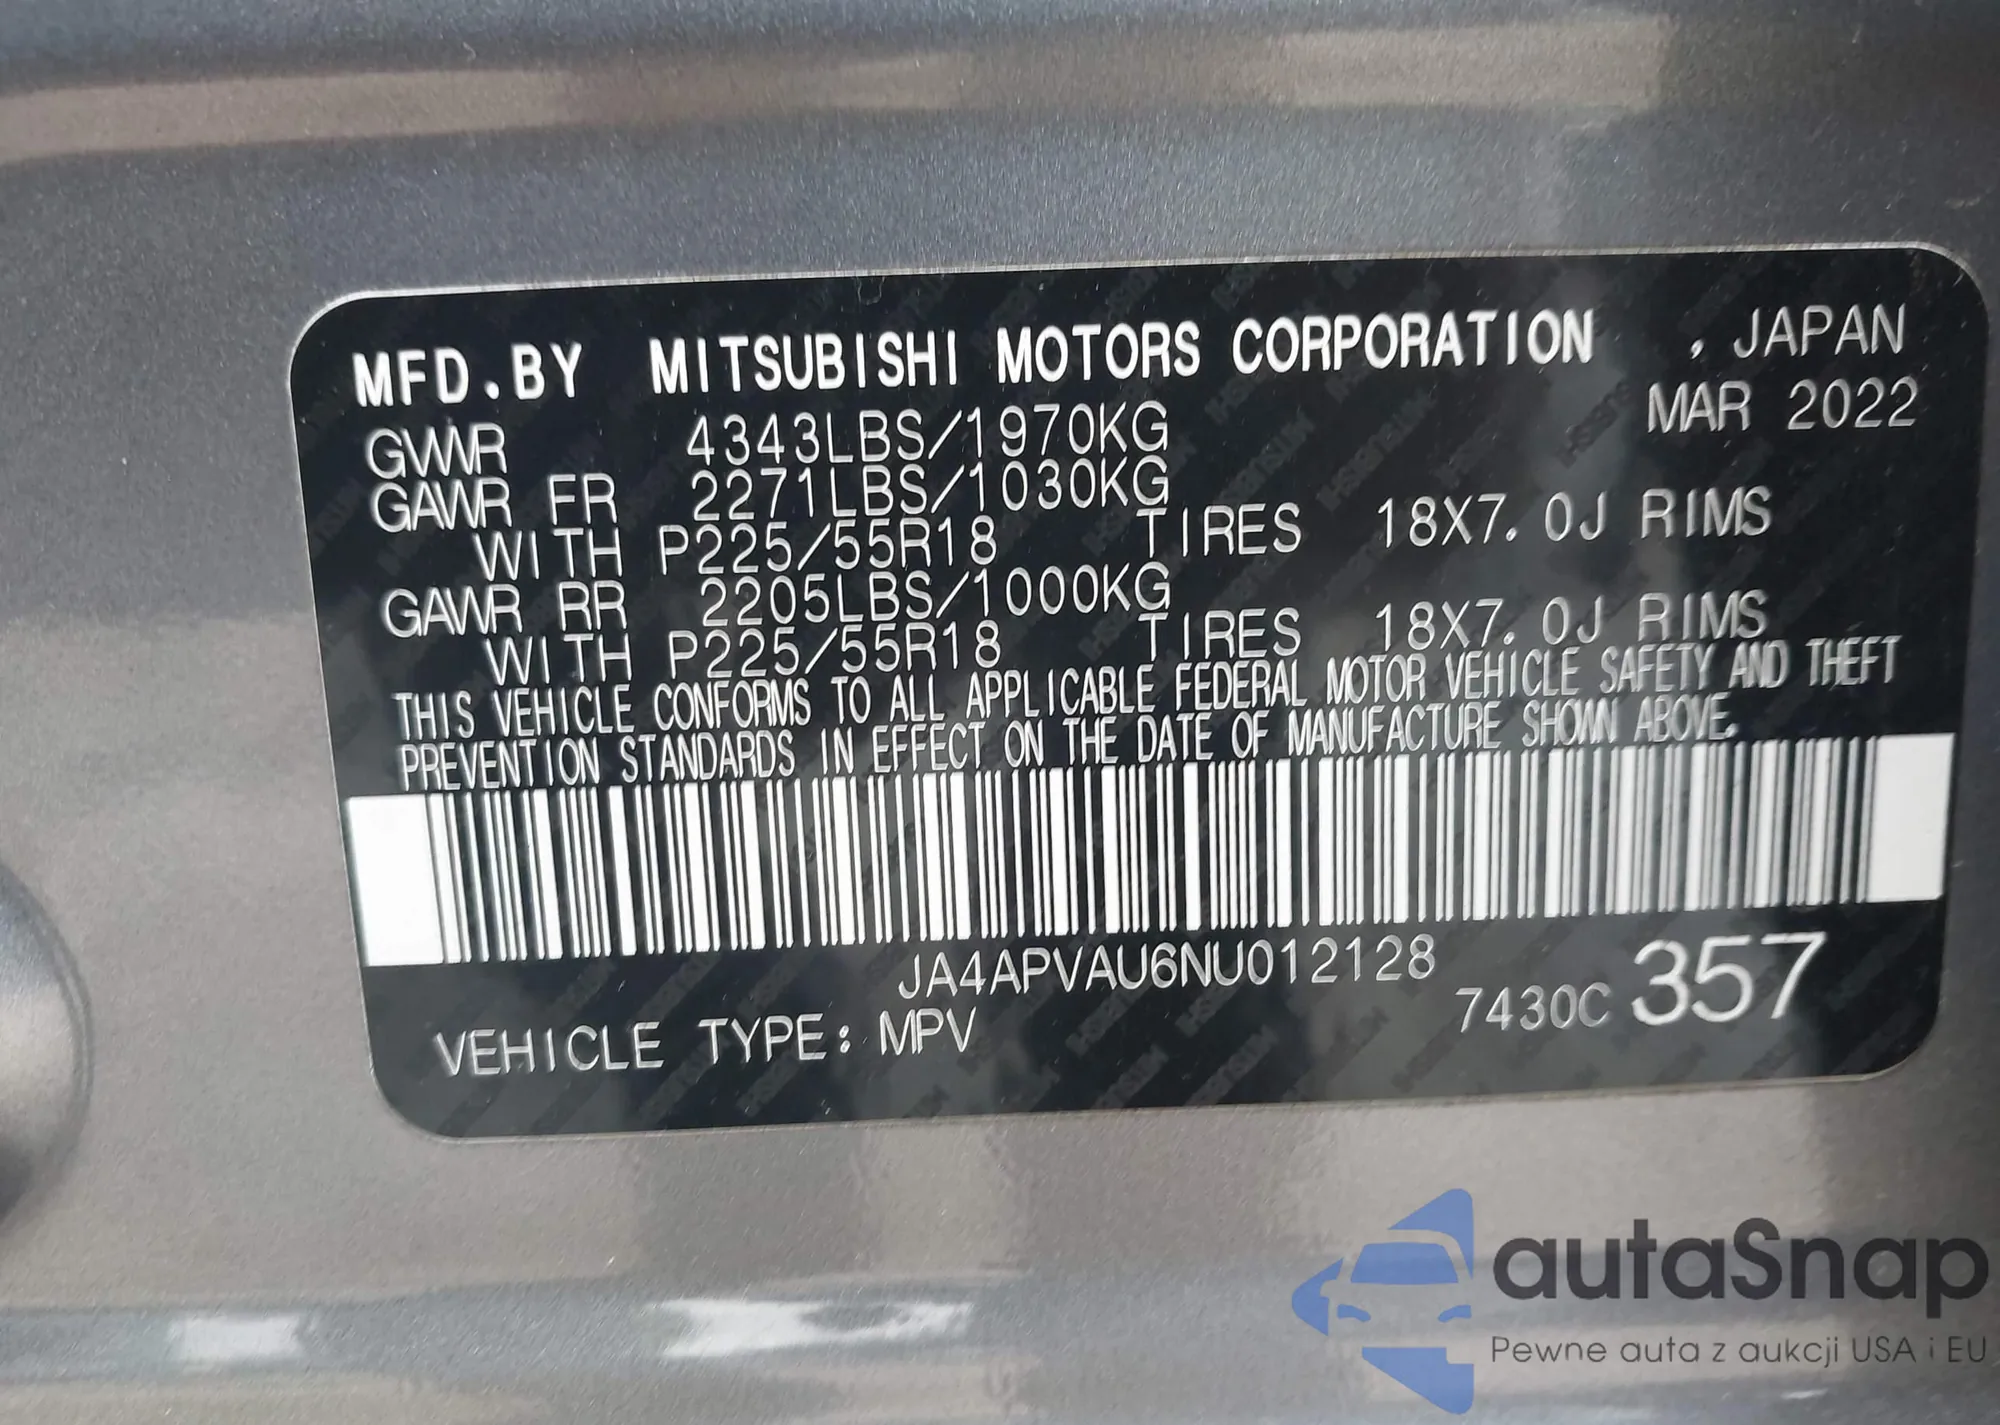 MFD.BY MITSUBISHI MOTORS CORPORATION , JAPAN
GVWR 4343LBS/1970KG MAR 2022
GAWR FR 2271LBS/1030KG
WITH P225/55R18 TIRES 18X7.0J RIMS
GAWR RR 2205LBS/1000KG
WITH P225/55R18 TIRES 18X7.0J RIMS
THIS VEHICLE CONFORMS TO ALL APPLICABLE FEDERAL MOTOR VEHICLE SAFETY AND THEFT
PREVENTION STANDARDS IN EFFECT ON THE DATE OF MANUFACTURE SHOWN ABOVE.
JA4APVAU6NU012128
VEHICLE TYPE: MPV 7430C 357
autaSnap
Pewne auta z aukcji USA i EU